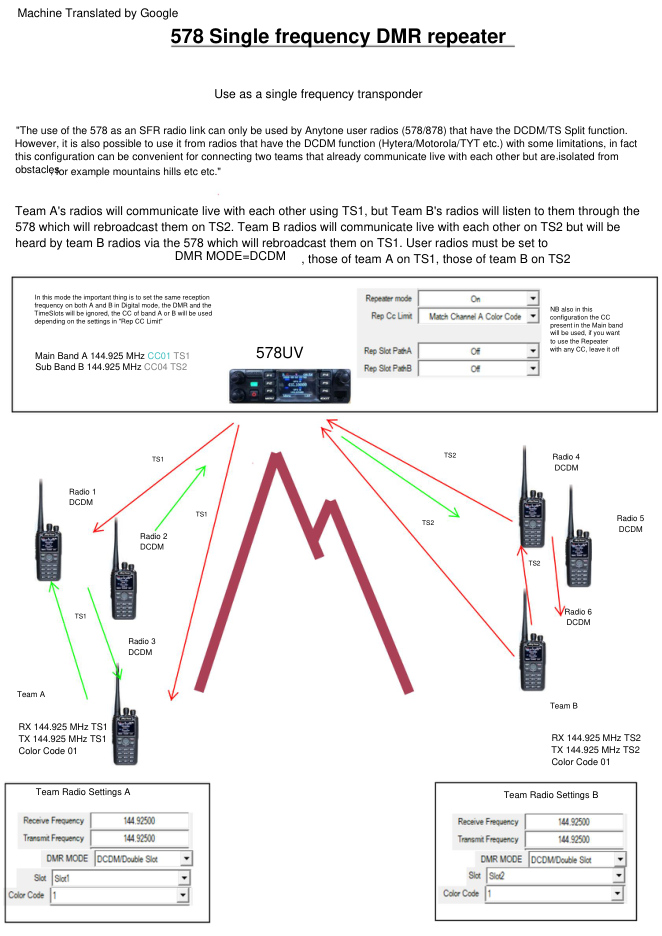 Machine Translated by Google
578 Single frequency DMR repeater
Use as a single frequency transponder
"The use of the 578 as an SFR radio link can only be used by Anytone user radios (578/878) that have the DCDM/TS Split function.
However, it is also possible to use it from radios that have the DCDM function (Hytera/Motorola/TYT etc.) with some limitations, in fact
this configuration can be convenient for connecting two teams that already communicate live with each other but are isolated from
obstacles, for example mountains hills etc etc."
Team A's radios will communicate live with each other using TS1, but Team B's radios will listen to them through the
578 which will rebroadcast them on TS2. Team B radios will communicate live with each other on TS2 but will be
heard by team B radios via the 578 which will rebroadcast them on TS1. User radios must be set to
DMR MODE=DCDM , those of team A on TS1, those of team B on TS2
In this mode the important thing is to set the same reception
frequency on both A and B in Digital mode, the DMR and the
TimeSlots will be ignored, the CC of band A or B will be used
depending on the settings in "Rep CC Limit"
Main Band A 144.925 MHz CC01 TS1
Sub Band B 144.925 MHz CC04 TS2
578UV
Repeater mode On
Rep Cc Limit Match Channel A Color Code
Rep Slot PathA Off
Rep Slot PathB Off
NB also in this
configuration the CC
present in the Main band
will be used, if you want
to use the Repeater
with any CC, leave it off
TS1
TS1
TS2
TS2
Radio 1
DCDM
Radio 2
DCDM
TS1
Radio 3
DCDM
Team A
RX 144.925 MHz TS1
TX 144.925 MHz TS1
Color Code 01
Radio 4
DCDM
Radio 5
DCDM
TS2
Radio 6
DCDM
Team B
RX 144.925 MHz TS2
TX 144.925 MHz TS2
Color Code 01
Team Radio Settings A
Receive Frequency 144.92500
Transmit Frequency 144.92500
DMR MODE DCDM/Double Slot
Slot Slot1
Color Code 1
Team Radio Settings B
Receive Frequency 144.92500
Transmit Frequency 144.92500
DMR MODE DCDM/Double Slot
Slot Slot2
Color Code 1